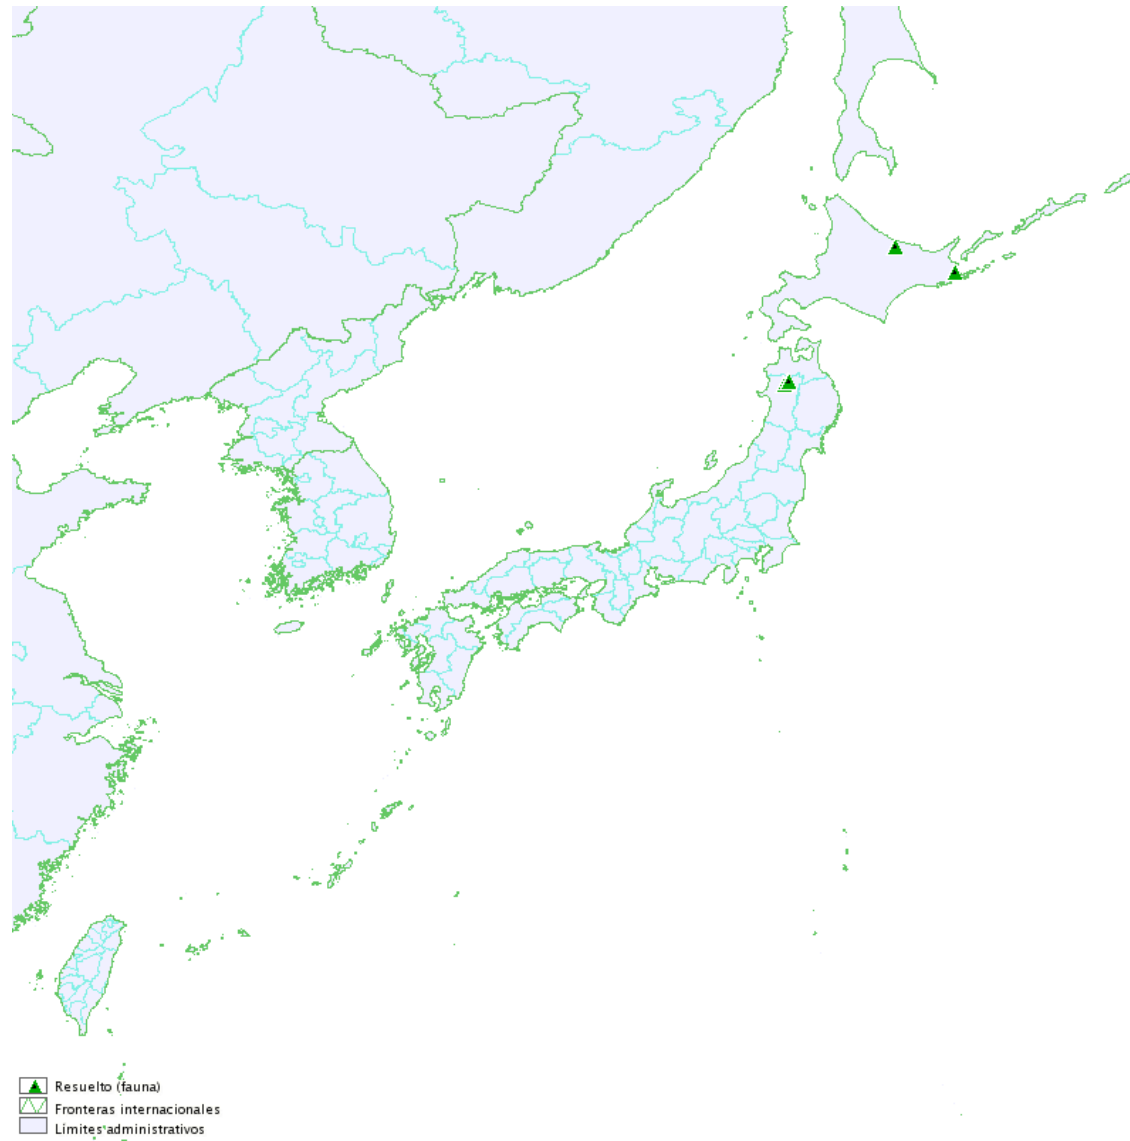 Resuelto (fauna)
Fronteras internacionales
Límites administrativos